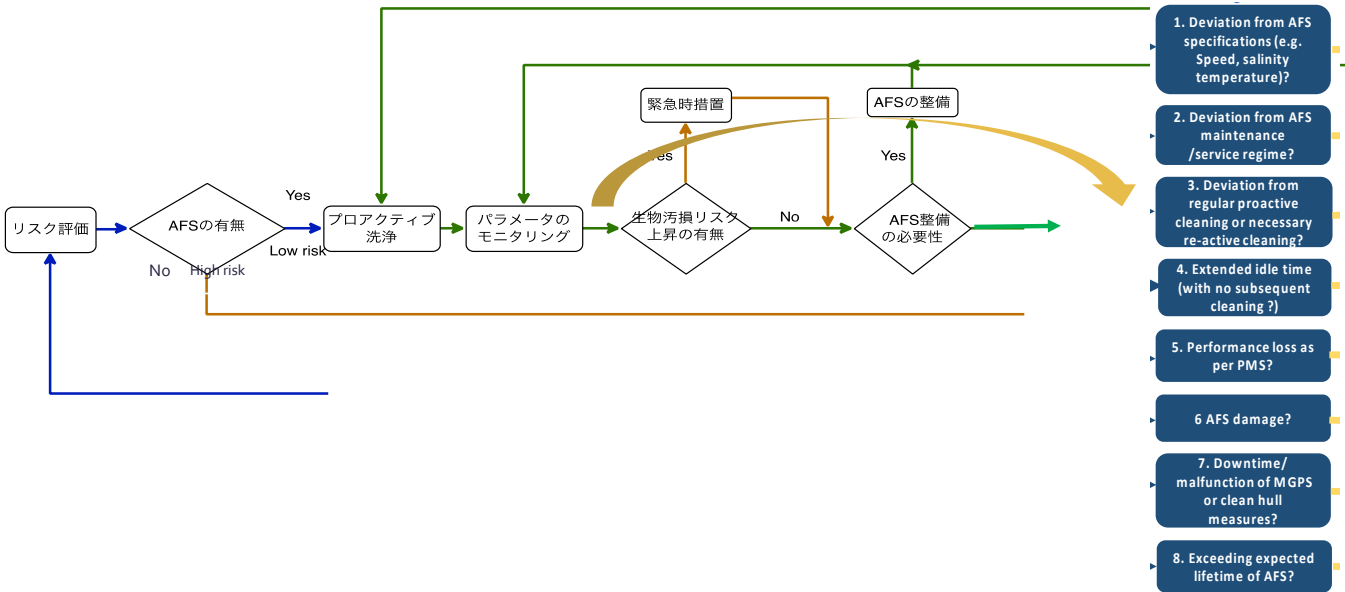 リスク評価
AFSの有無
Yes
Low risk
No
High risk
プロアクティブ
洗浄
パラメータの
モニタリング
緊急時措置
Yes
生物汚損リスク
上昇の有無
No
AFSの整備
Yes
AFS整備
の必要性
1. Deviation from AFS
specifications (e.g.
Speed, salinity
temperature)?
2. Deviation from AFS
maintenance
/service regime?
3. Deviation from
regular proactive
cleaning or necessary
re-active cleaning?
4. Extended idle time
(with no subsequent
cleaning ?)
5. Performance loss as
per PMS?
6 AFS damage?
7. Downtime/
malfunction of MGPS
or clean hull
measures?
8. Exceeding expected
lifetime of AFS?